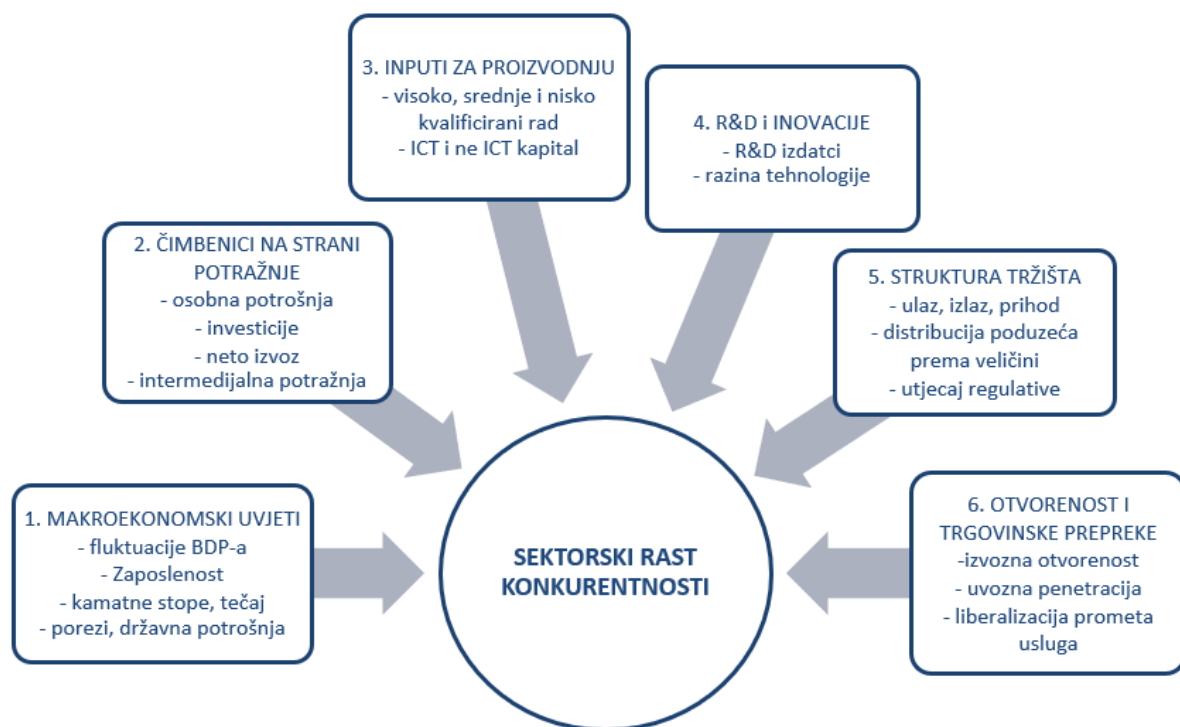 1. MAKROEKONOMSKI UVJETI
- fluktuacije BDP-a
- Zaposlenost
- kamatne stope, tečaj
- porezi, državna potrošnja
2. ČIMBENICI NA STRANI
POTRAŽNJE
- osobna potrošnja
- investicije
- neto izvoz
- intermedijalna potražnja
3. INPUTI ZA PROIZVODNJU
- visoko, srednje i nisko
kvalificirani rad
- ICT i ne ICT kapital
4. R&D i INOVACIJE
- R&D izdatci
- razina tehnologije
5. STRUKTURA TRŽIŠTA
- ulaz, izlaz, prihod
- distribucija poduzeća
prema veličini
- utjecaj regulative
6. OTVORENOST I
TRGOVINSKE PREPREKE
-izvozna otvorenost
- uvozna penetracija
- liberalizacija prometa
usluga
SEKTORSKI RAST
KONKURENTNOSTI